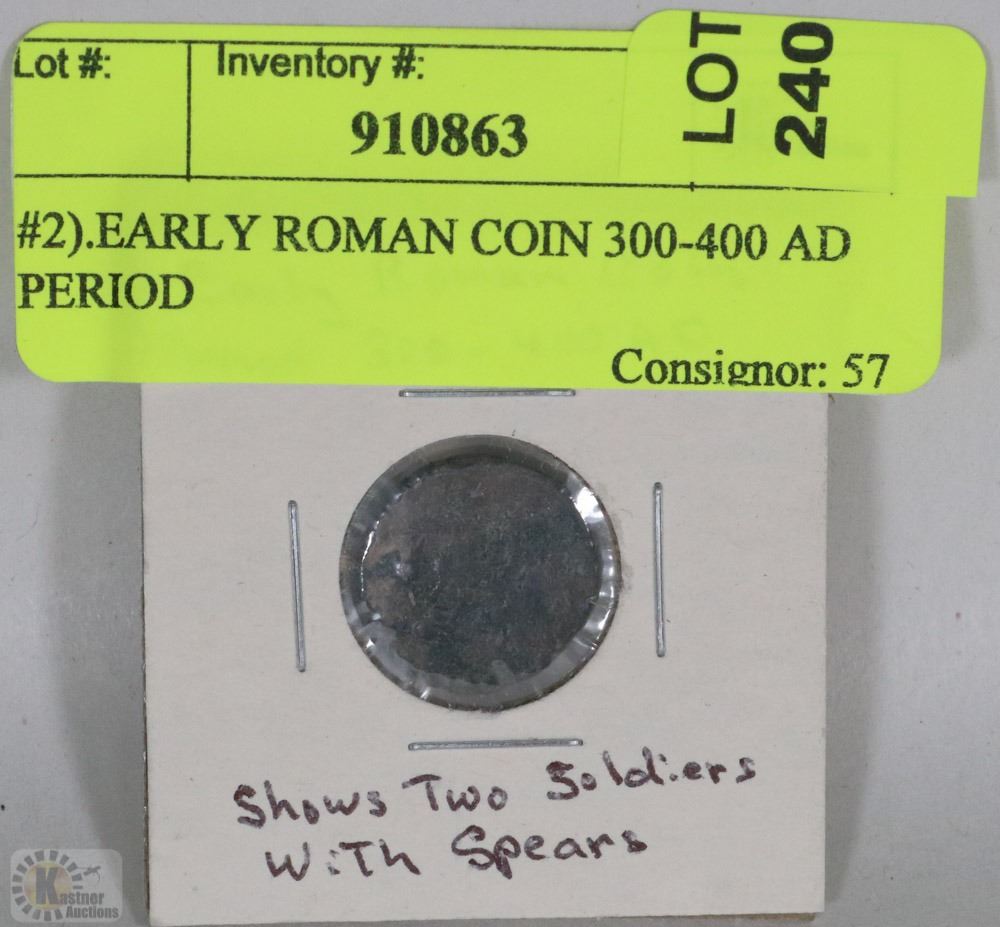 Lot #:
Inventory #:
LOT
240
910863
#2).EARLY ROMAN COIN 300-400 AD
PERIOD
Consignor: 57
Shows Two Soldiers
With Spears
Kastner
Auctions